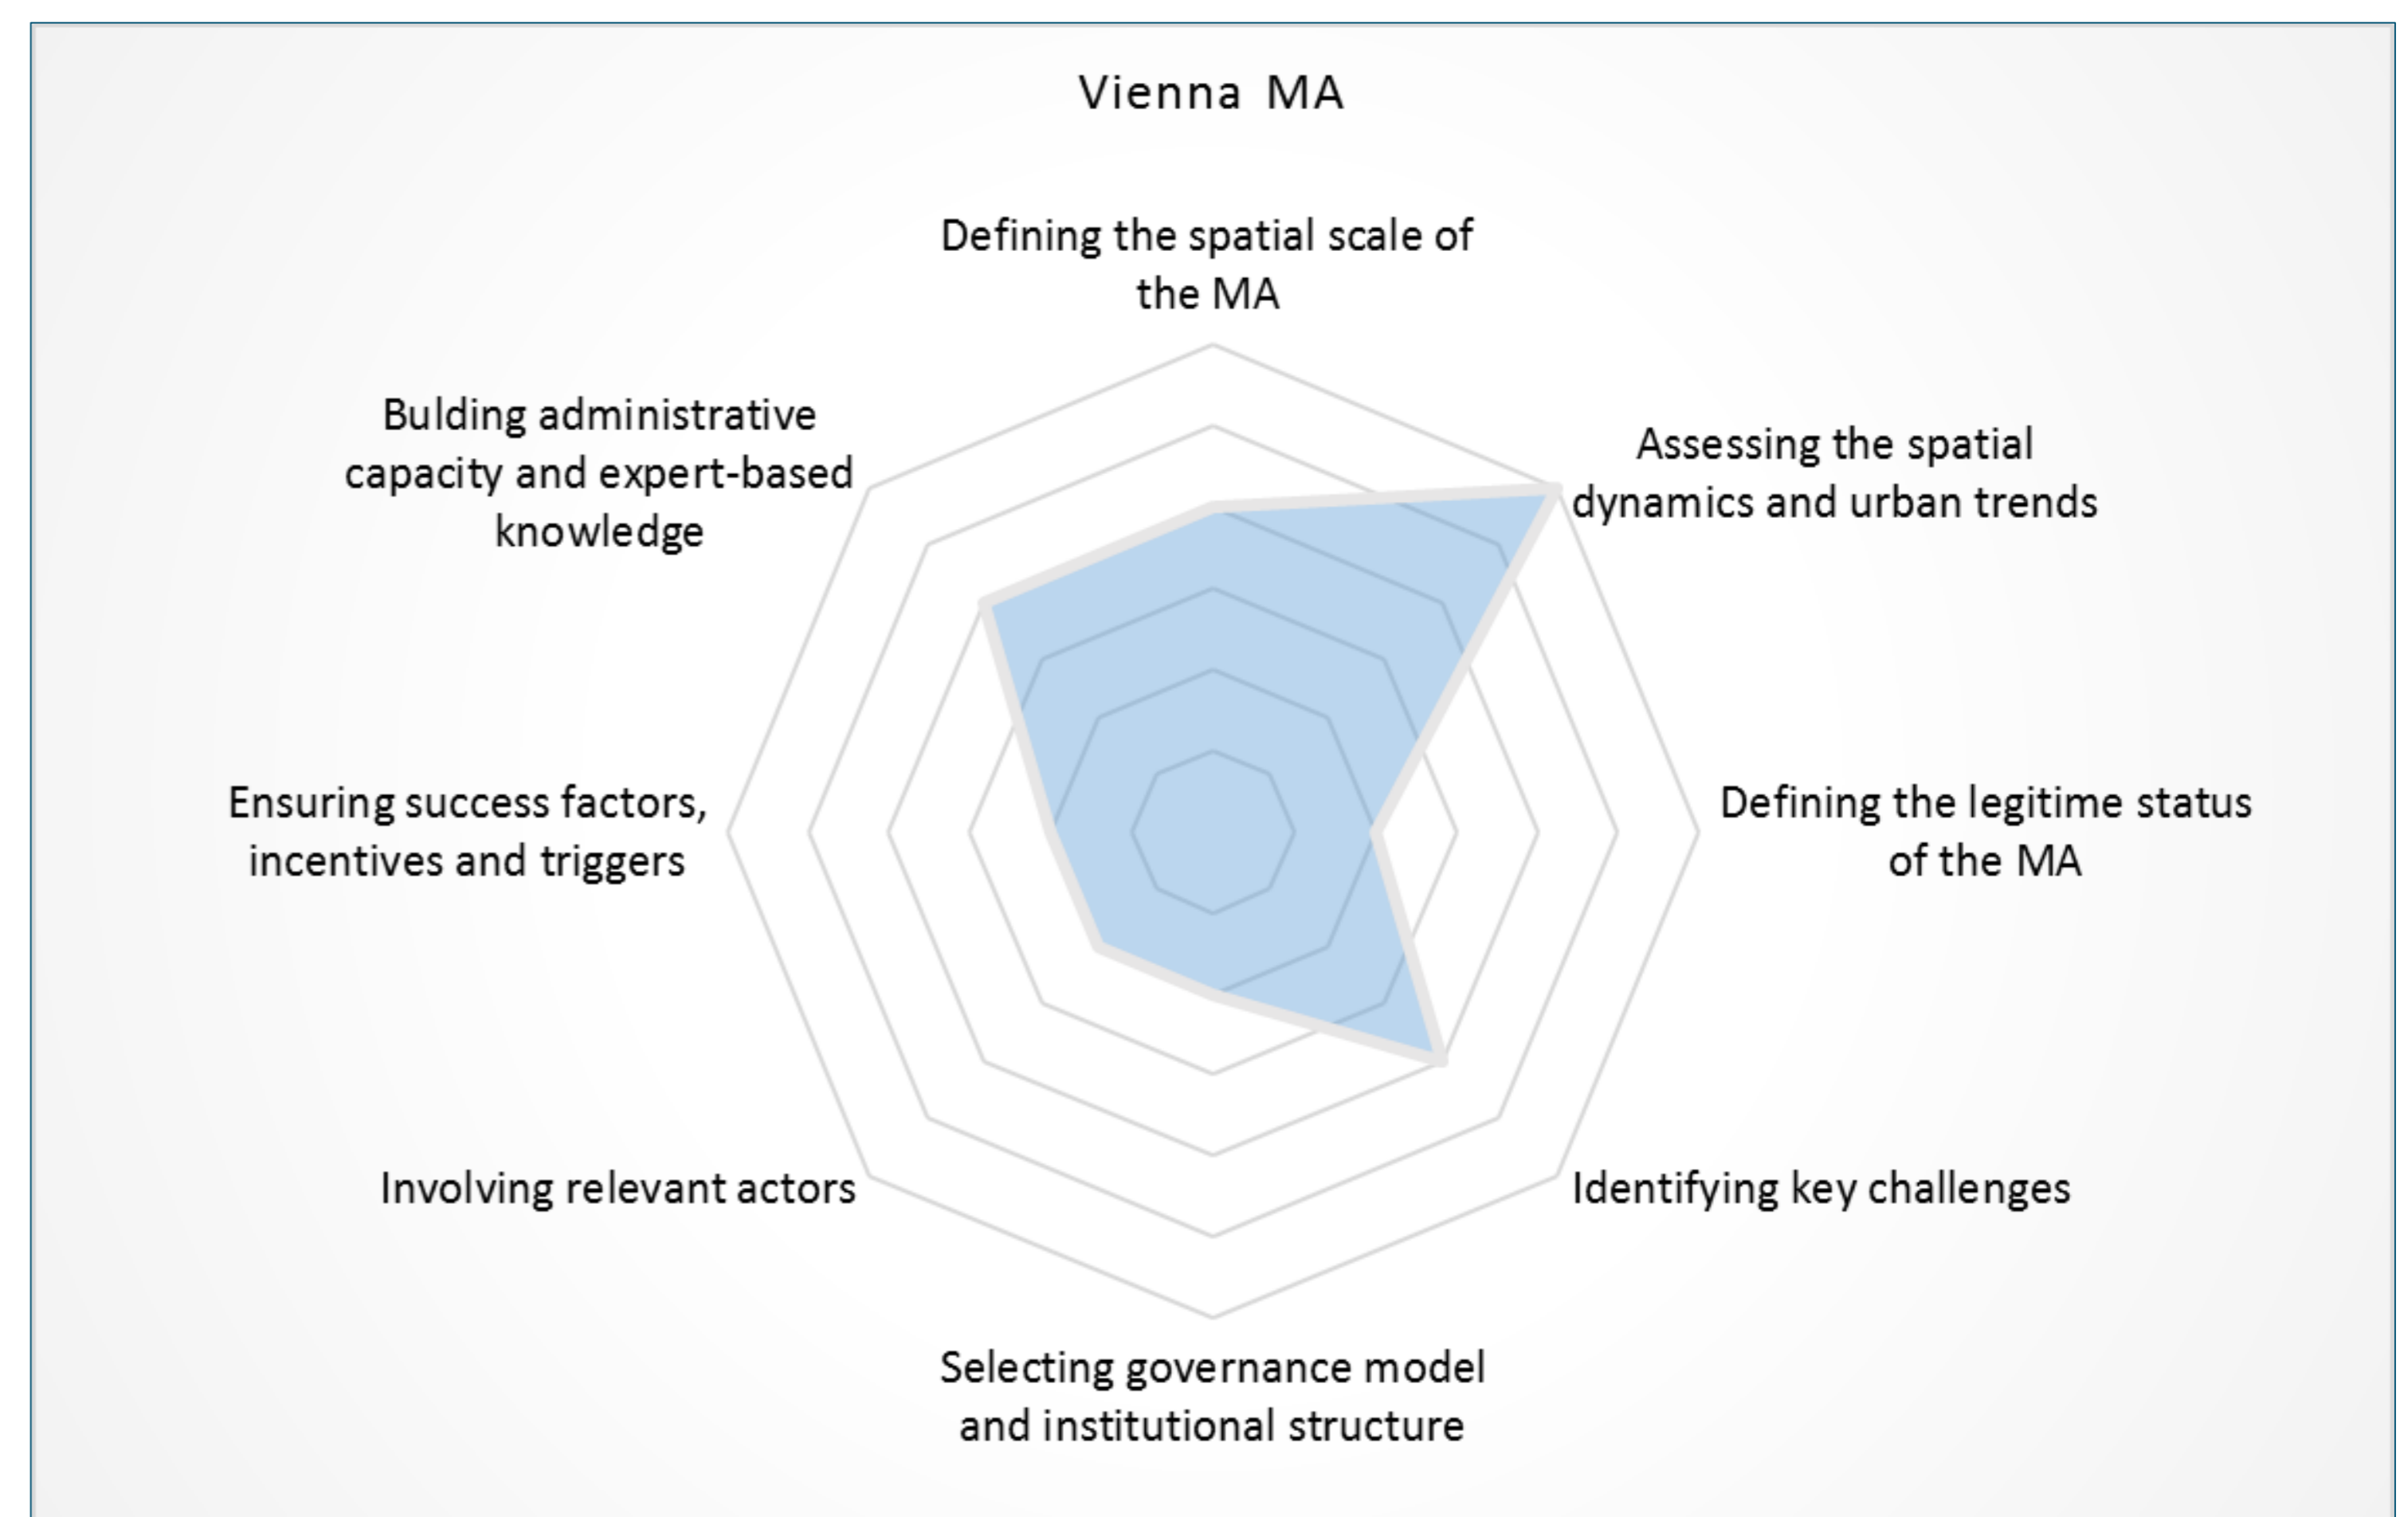 Vienna MA
Defining the spatial scale of
the MA
Assessing the spatial
dynamics and urban trends
Defining the legitime status
of the MA
Identifying key challenges
Selecting governance model
and institutional structure
Involving relevant actors
Ensuring success factors,
incentives and triggers
Bulding administrative
capacity and expert-based
knowledge